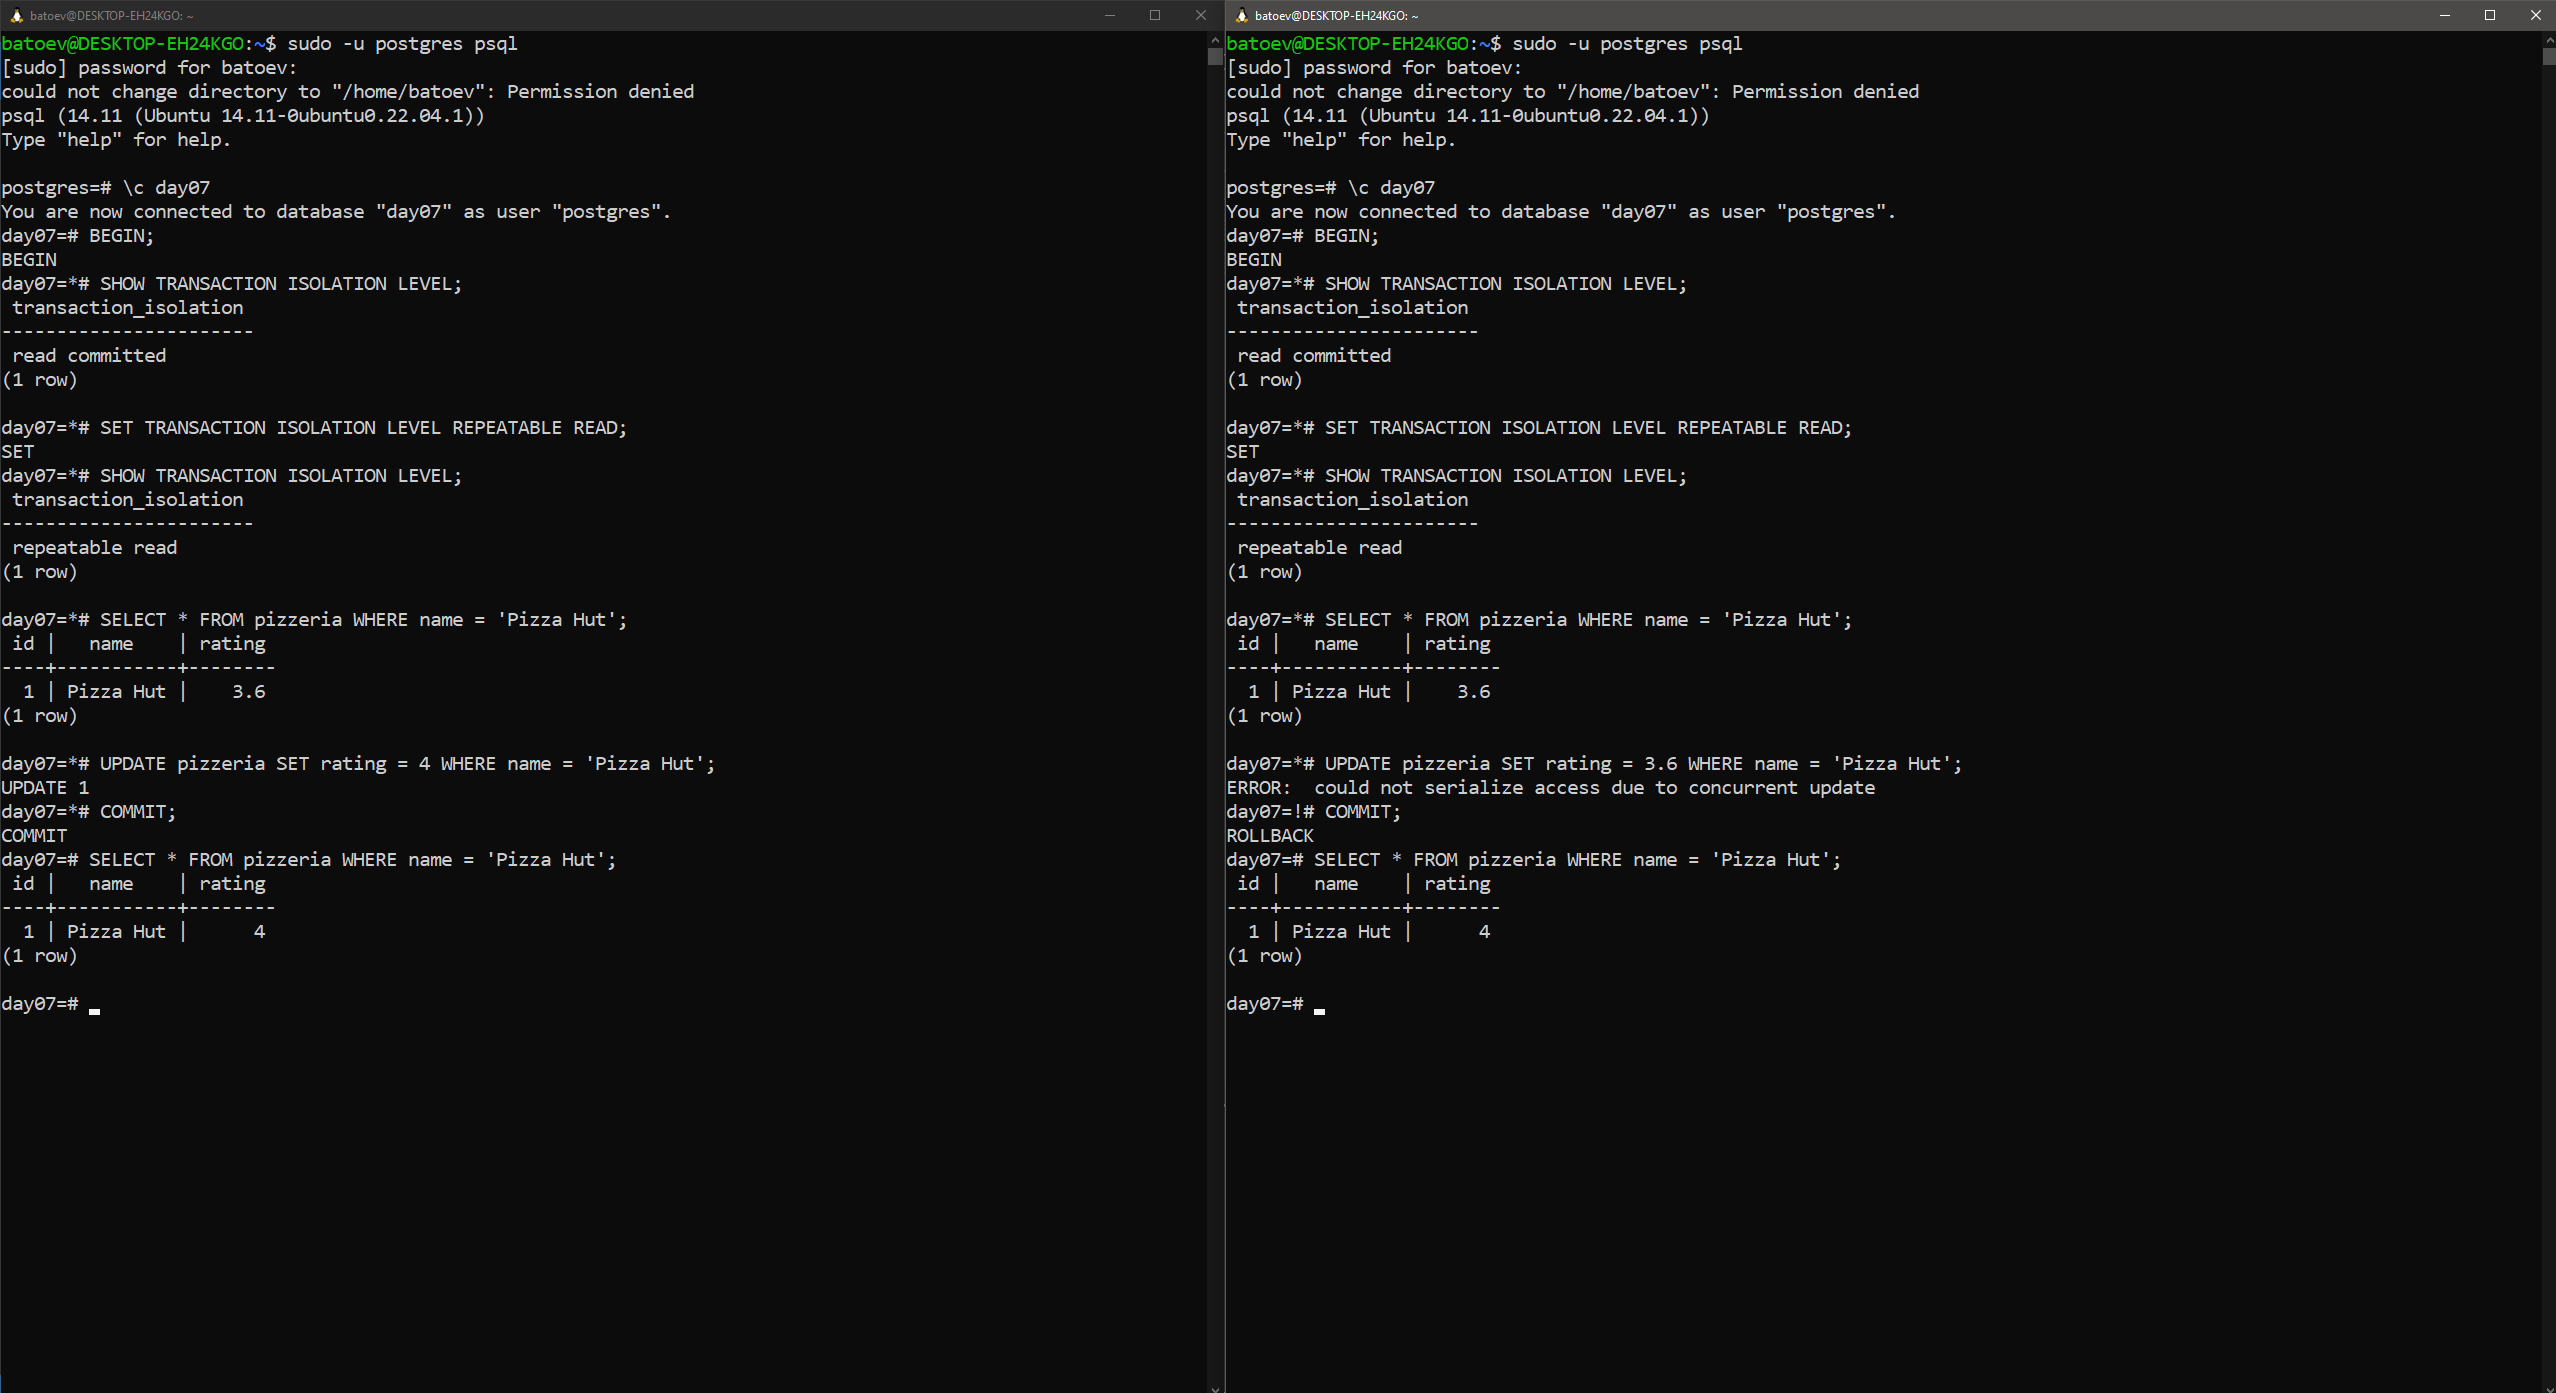 batoev@DESKTOP-EH24KGO: ~
batoev@DESKTOP-EH24KGO:~$ sudo -u postgres psql
[sudo] password for batoev:
could not change directory to "/home/batoev": Permission denied
psql (14.11 (Ubuntu 14.11-0ubuntu0.22.04.1))
Type "help" for help.

postgres=# \c day07
You are now connected to database "day07" as user "postgres".
day07=# BEGIN;
BEGIN
day07=*# SHOW TRANSACTION ISOLATION LEVEL;
 transaction_isolation
-----------------------
 read committed
(1 row)

day07=*# SET TRANSACTION ISOLATION LEVEL REPEATABLE READ;
SET
day07=*# SHOW TRANSACTION ISOLATION LEVEL;
 transaction_isolation
-----------------------
 repeatable read
(1 row)

day07=*# SELECT * FROM pizzeria WHERE name = 'Pizza Hut';
 id |   name    | rating
----+-----------+--------
  1 | Pizza Hut |    3.6
(1 row)

day07=*# UPDATE pizzeria SET rating = 4 WHERE name = 'Pizza Hut';
UPDATE 1
day07=*# COMMIT;
COMMIT
day07=# SELECT * FROM pizzeria WHERE name = 'Pizza Hut';
 id |   name    | rating
----+-----------+--------
  1 | Pizza Hut |      4
(1 row)

day07=#
batoev@DESKTOP-EH24KGO: ~
batoev@DESKTOP-EH24KGO:~$ sudo -u postgres psql
[sudo] password for batoev:
could not change directory to "/home/batoev": Permission denied
psql (14.11 (Ubuntu 14.11-0ubuntu0.22.04.1))
Type "help" for help.

postgres=# \c day07
You are now connected to database "day07" as user "postgres".
day07=# BEGIN;
BEGIN
day07=*# SHOW TRANSACTION ISOLATION LEVEL;
 transaction_isolation
-----------------------
 read committed
(1 row)

day07=*# SET TRANSACTION ISOLATION LEVEL REPEATABLE READ;
SET
day07=*# SHOW TRANSACTION ISOLATION LEVEL;
 transaction_isolation
-----------------------
 repeatable read
(1 row)

day07=*# SELECT * FROM pizzeria WHERE name = 'Pizza Hut';
 id |   name    | rating
----+-----------+--------
  1 | Pizza Hut |    3.6
(1 row)

day07=*# UPDATE pizzeria SET rating = 3.6 WHERE name = 'Pizza Hut';
ERROR:  could not serialize access due to concurrent update
day07=!# COMMIT;
ROLLBACK
day07=# SELECT * FROM pizzeria WHERE name = 'Pizza Hut';
 id |   name    | rating
----+-----------+--------
  1 | Pizza Hut |      4
(1 row)

day07=#